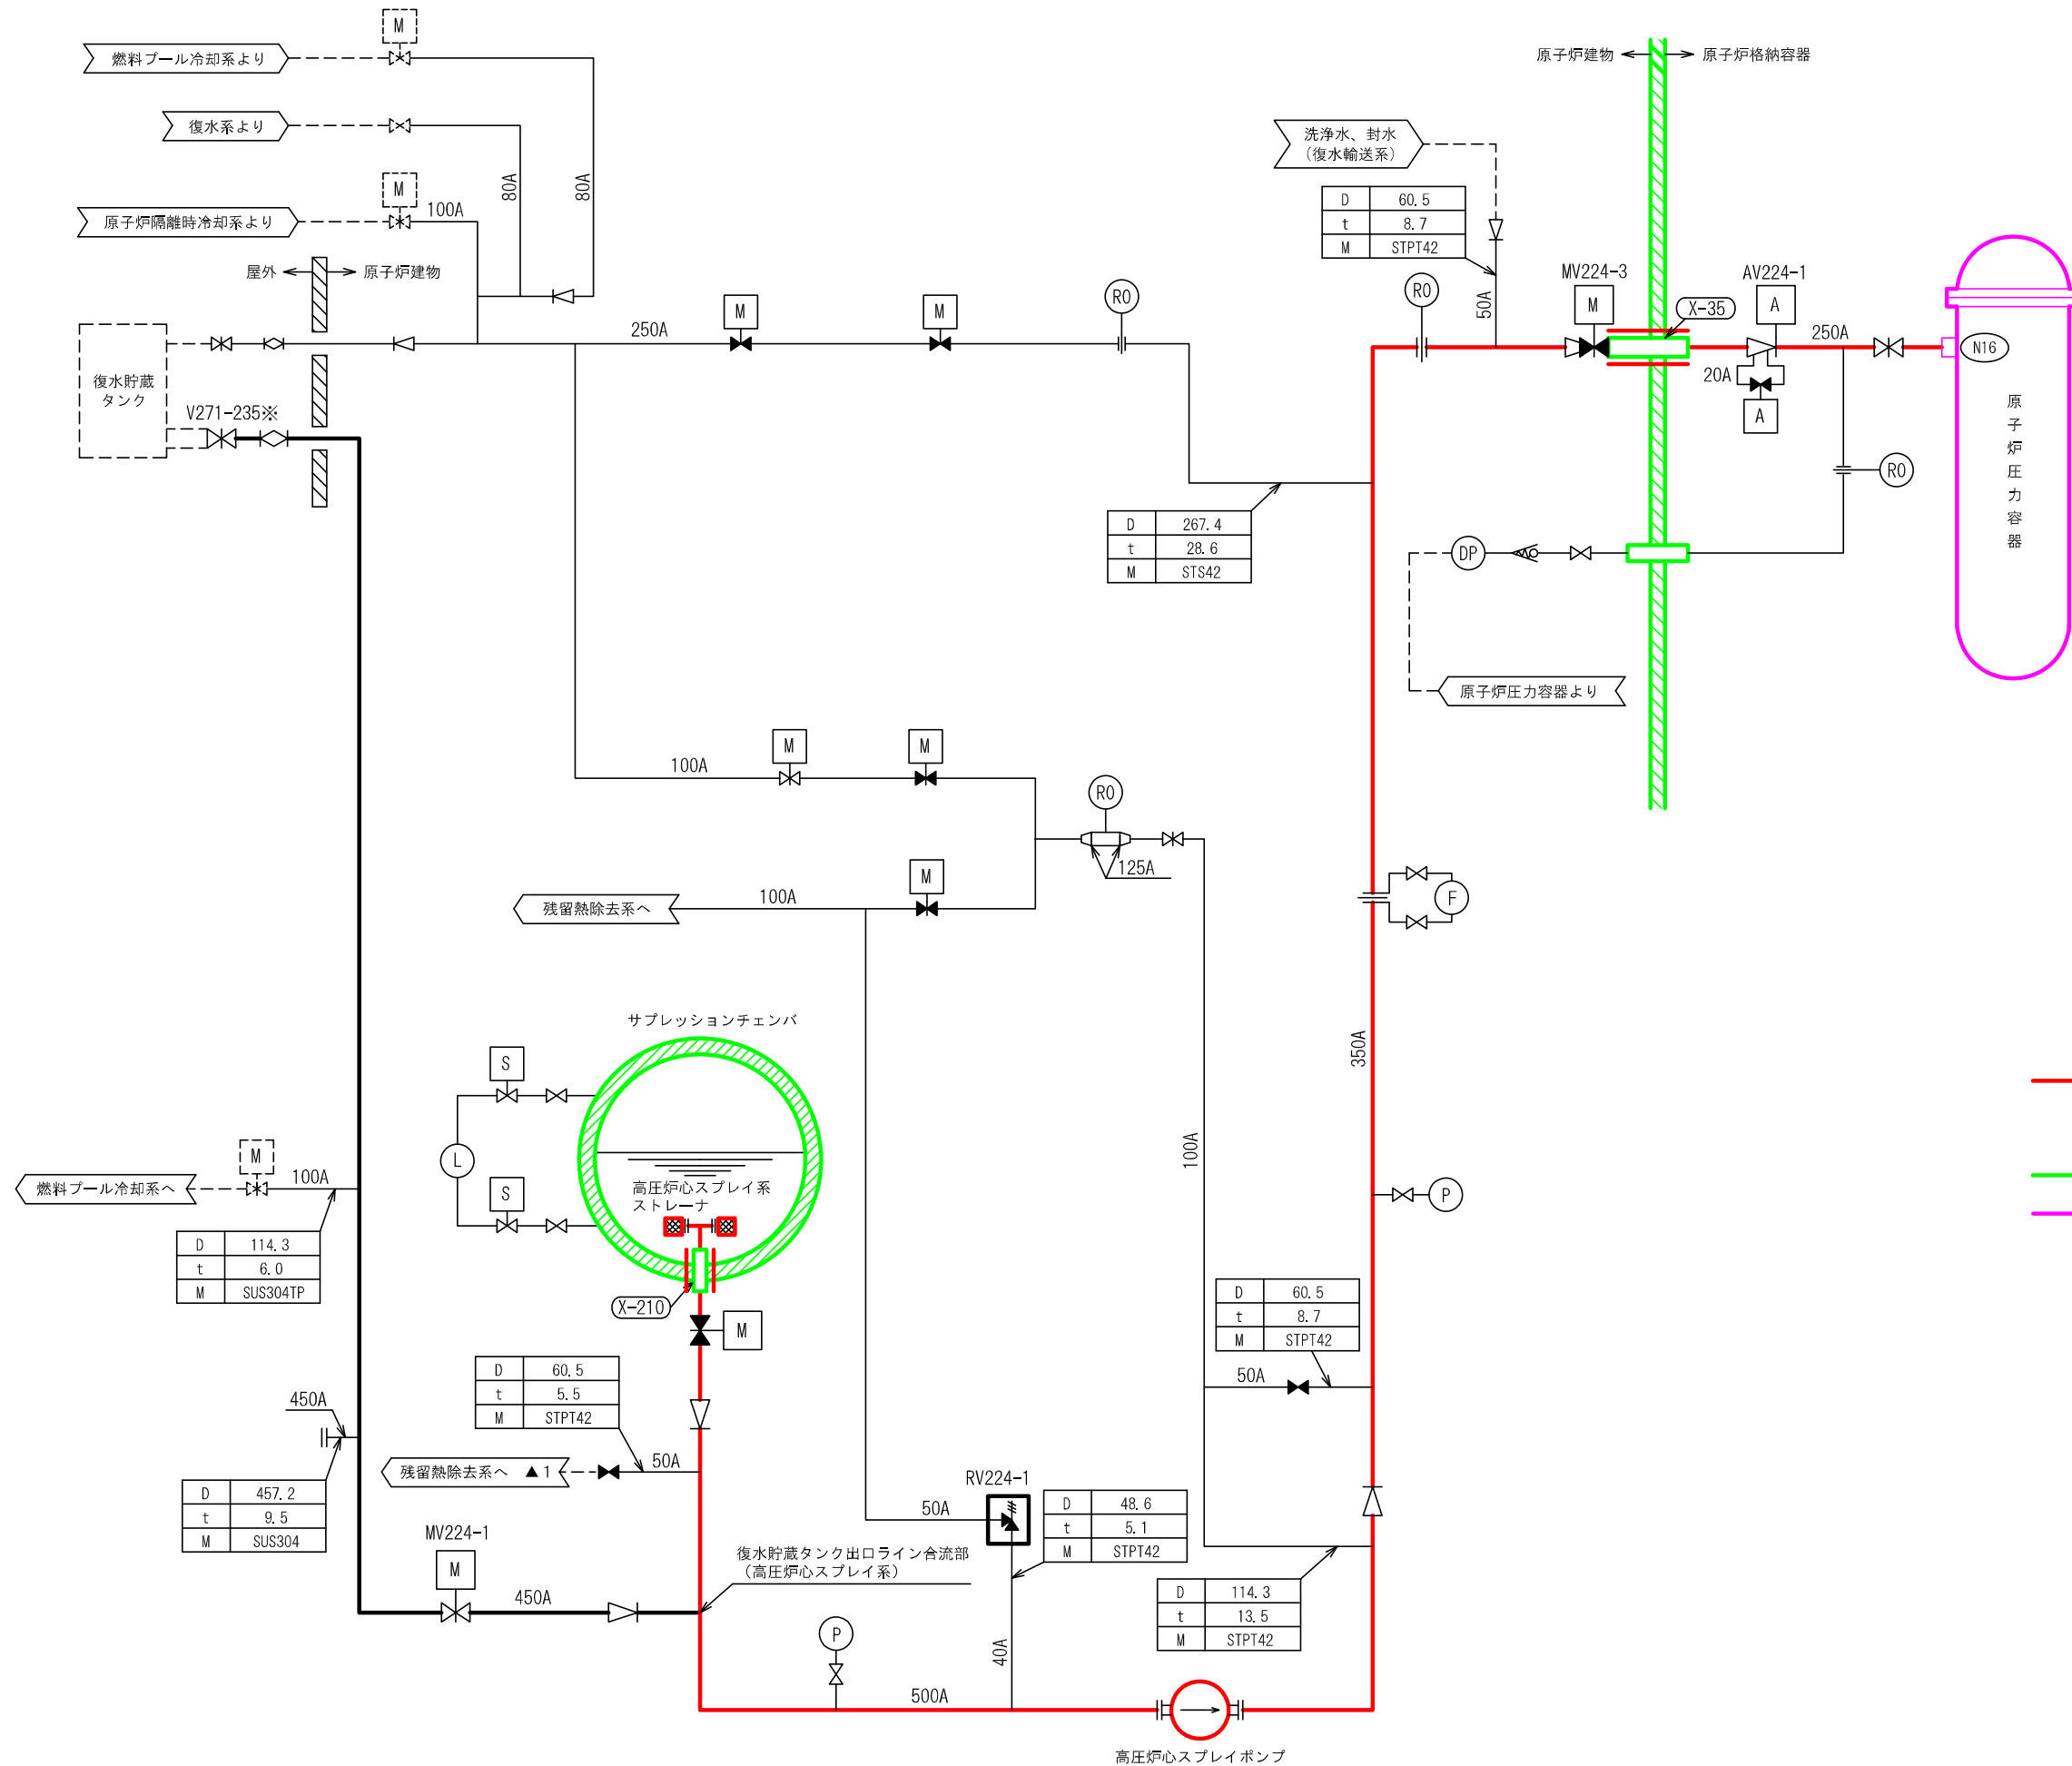 M
燃料プール冷却系より
復水系より
M
原子炉隔離時冷却系より
100A
80A
80A
屋外
原子炉建物
復水貯蔵
タンク
V271-235※
250A
M
M
RO
原子炉建物
原子炉格納容器
洗浄水、封水
(復水輸送系)
D 60.5
t 8.7
M STPT42
50A
RO
MV224-3
M
X-35
AV224-1
A
250A
20A
A
N16
RO
原
子
炉
圧
力
容
器
D 267.4
t 28.6
M STS42
DP
原子炉圧力容器より
100A
M
M
RO
125A
残留熱除去系へ
100A
M
F
350A
100A
サプレッションチェンバ
S
L
S
高圧炉心スプレイ系
ストレーナ
X-210
M
燃料プール冷却系へ
M
100A
D 114.3
t 6.0
M SUS304TP
P
D 60.5
t 8.7
M STPT42
50A
D 60.5
t 5.5
M STPT42
450A
残留熱除去系へ ▲1
50A
D 457.2
t 9.5
M SUS304
RV224-1
50A
D 48.6
t 5.1
M STPT42
MV224-1
M
450A
復水貯蔵タンク出口ライン合流部
(高圧炉心スプレイ系)
D 114.3
t 13.5
M STPT42
P
40A
500A
高圧炉心スプレイポンプ